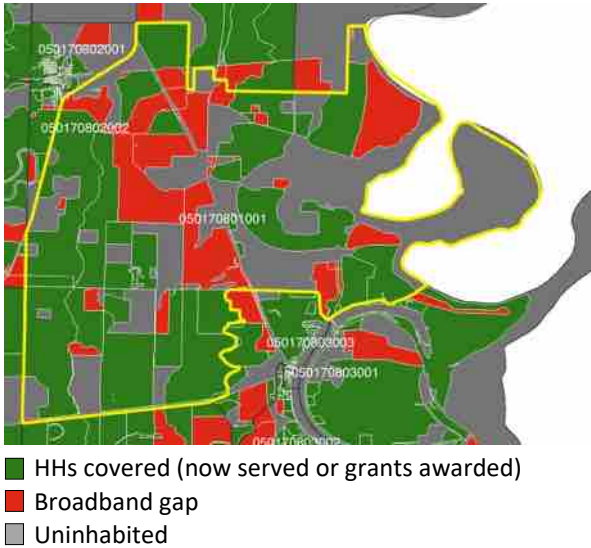 050170802001
050170802002
050170801001
050170803003
050170803001
050170803002
HHs covered (now served or grants awarded)
Broadband gap
Uninhabited